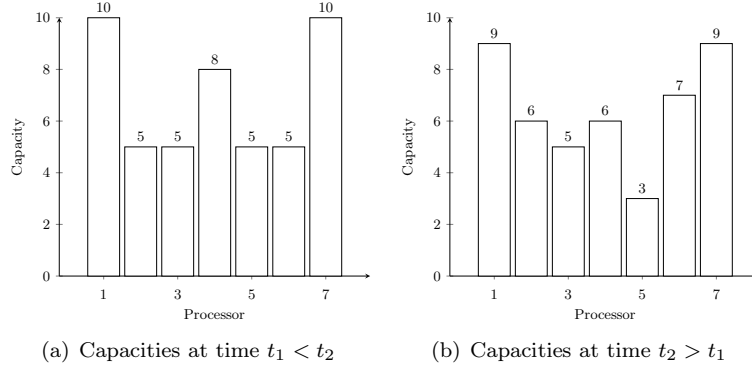 10 5 5 8 5 5 10
10
8
6
4
2
0
Capacity
1 3 5 7
Processor
(a) Capacities at time t₁ < t₂
9 6 5 6 3 7 9
10
8
6
4
2
0
Capacity
1 3 5 7
Processor
(b) Capacities at time t₂ > t₁